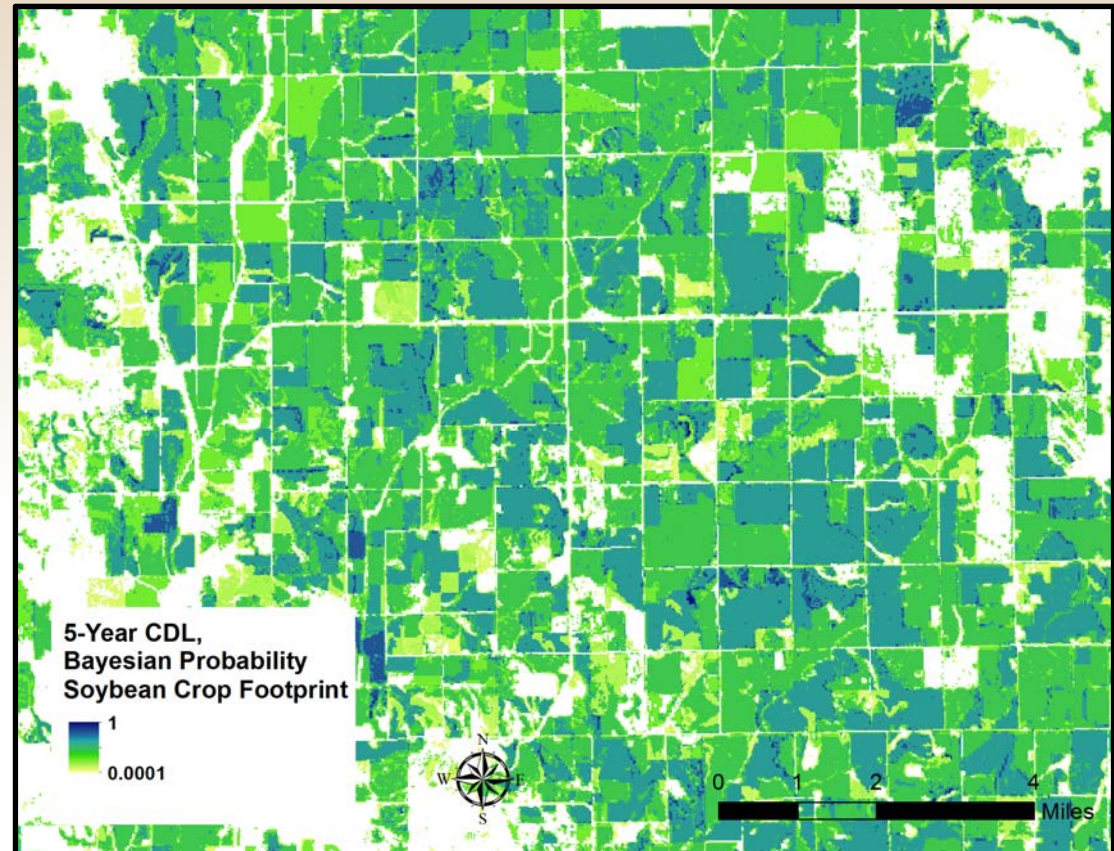 5-Year CDL,
Bayesian Probability
Soybean Crop Footprint
1
0.0001
N
W E
S
0 1 2 4
Miles